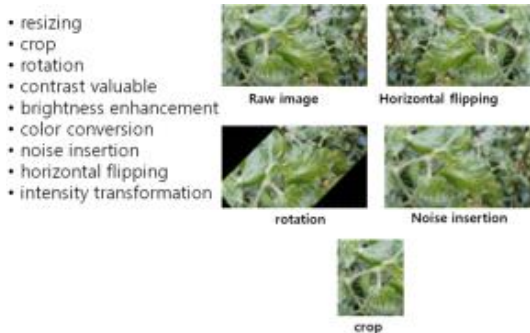 • resizing
• crop
• rotation
• contrast valuable
• brightness enhancement
• color conversion
• noise insertion
• horizontal flipping
• intensity transformation
Raw image
Horizontal flipping
rotation
Noise insertion
crop